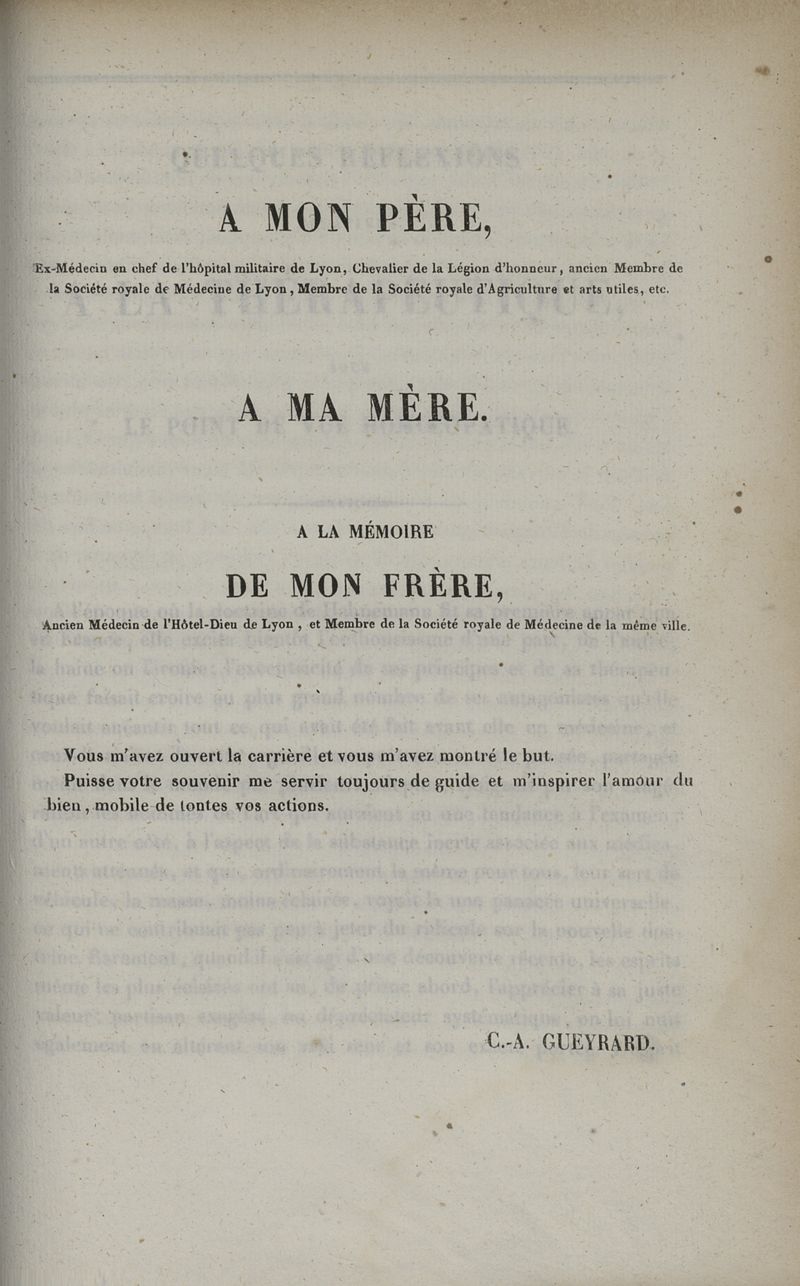 A MON PÈRE,
Ex-Médecin en chef de l'hôpital militaire de Lyon, Chevalier de la Légion d'honneur, ancien Membre de
la Société royale de Médecine de Lyon, Membre de la Société royale d'Agriculture et arts utiles, etc.
A MA MÈRE.
A LA MÉMOIRE
DE MON FRÈRE,
Ancien Médecin de l'Hôtel-Dieu de Lyon , et Membre de la Société royale de Médecine de la même ville.
Vous m'avez ouvert la carrière et vous m'avez montré le but.
Puisse votre souvenir me servir toujours de guide et m'inspirer l'amour du
bien, mobile de toutes vos actions.
C.-A. GUEYRARD.